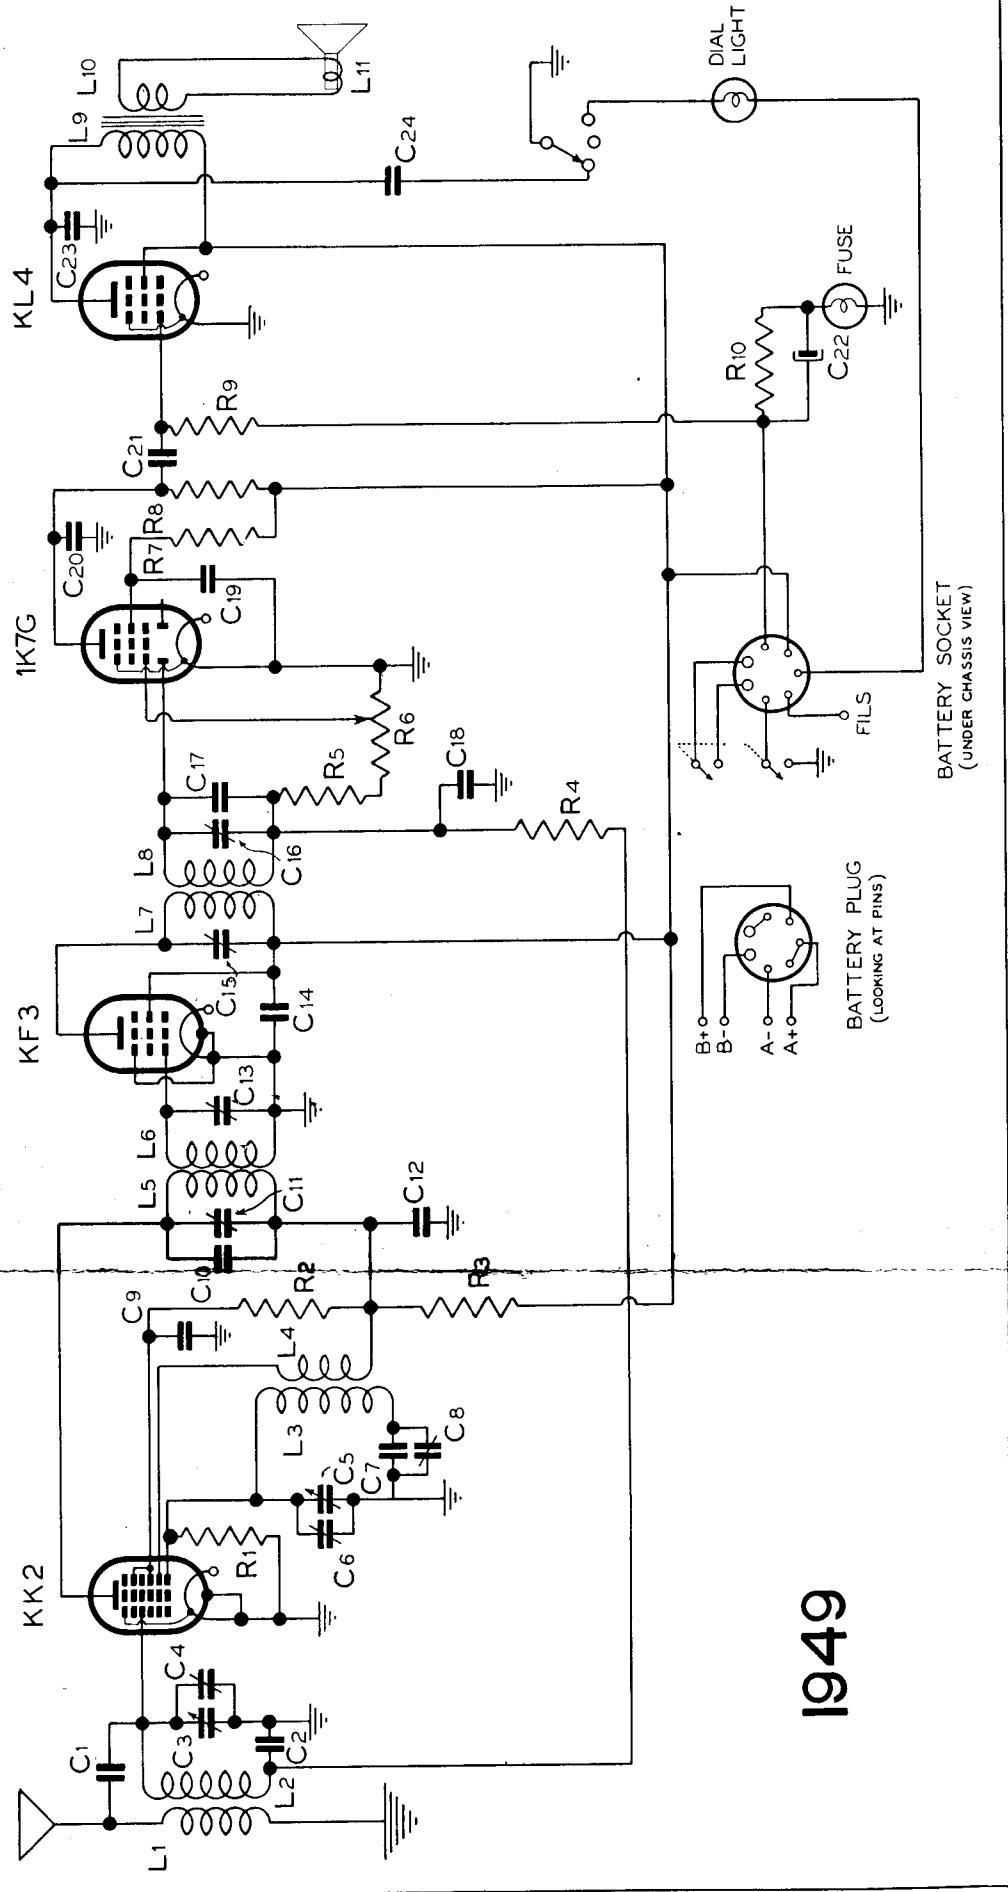 KK2
KF3
1K7G
KL4
L1
C1
L2
C2
C3
C4
R1
C6
C5
L3
C7
C8
L4
C9
R2
R3
C10
C11
C12
L5
L6
C13
C14
C15
L7
L8
C16
C17
C18
R4
R5
R6
C19
C20
R7
R8
C21
R9
C23
L9
L10
L11
C24
R10
C22
FUSE
DIAL
LIGHT
FILS
BATTERY SOCKET
(UNDER CHASSIS VIEW)
B+
B-
A-
A+
BATTERY PLUG
(LOOKING AT PINS)
1949